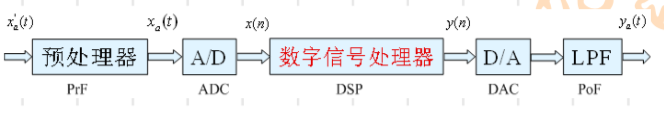 x'ₐ(t) xₐ(t) x(n) y(n) yₐ(t)
预处理器 A/D 数字信号处理器 D/A LPF
PrF ADC DSP DAC PoF